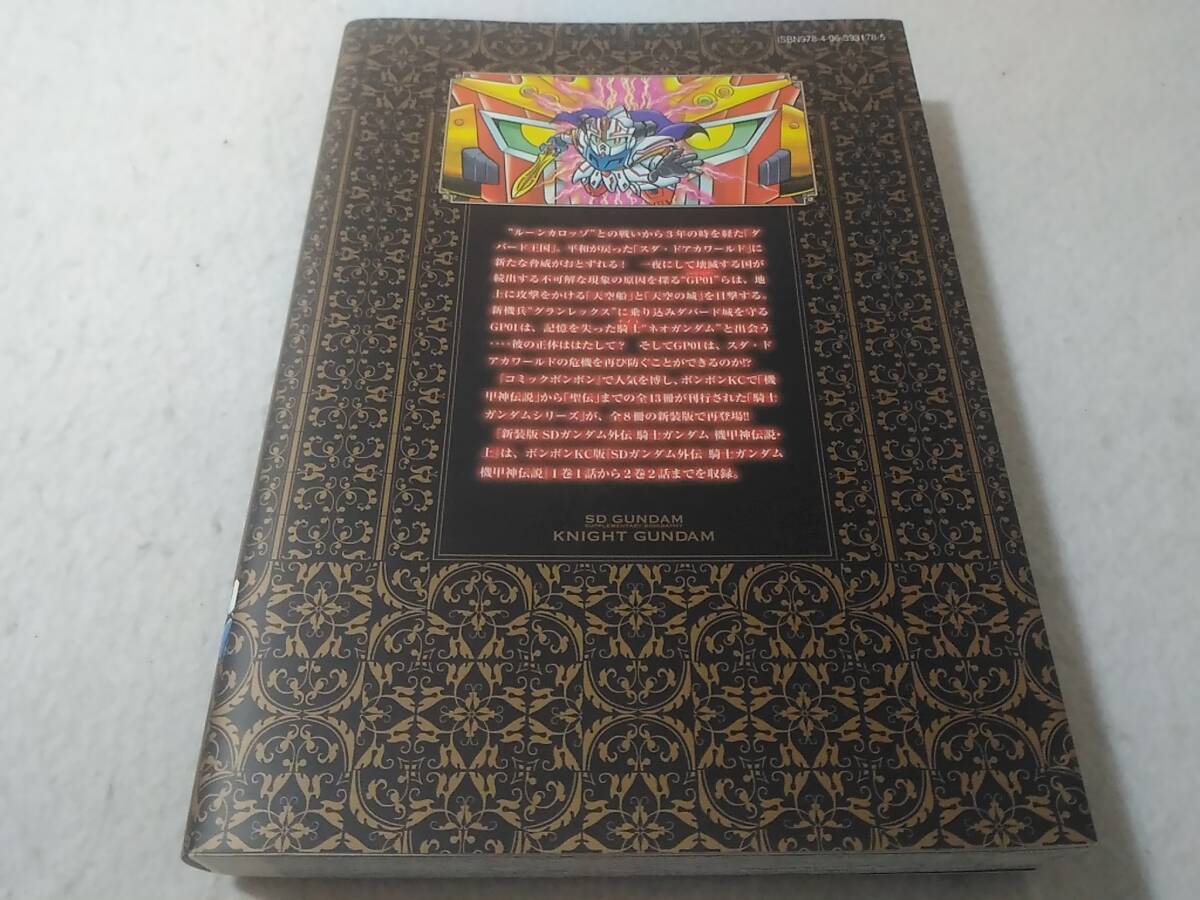 ISBN978-4-06-393178-5
“ルーンカロッゾ”との戦いから3年の時を経た『ダ
バード王国』。平和が戻った『スダ・ドアカワールド』に
新たな脅威がおとずれる！　一夜にして壊滅する国が
続出する不可解な現象の原因を探る“GP01”らは、地
上に攻撃をかける『天空船』と『天空の城』を目撃する。
新機兵“グランレックス”に乗り込みダバード城を守る
GP01は、記憶を失った騎士“ネオガンダム”と出会う
‥‥彼の正体ははたして？　そしてGP01は、スダ・ド
アカワールドの危機を再び防ぐことができるのか!?
『コミックボンボン』で人気を博し、ボンボンKCで『機
甲神伝説』から『聖伝』までの全13冊が刊行された『騎士
ガンダムシリーズ』が、全8冊の新装版で再登場!!
『新装版 SDガンダム外伝 騎士ガンダム 機甲神伝説・
上』は、ボンボンKC版『SDガンダム外伝 騎士ガンダム
機甲神伝説』1巻1話から2巻2話までを収録。
SD GUNDAM
SUPPLEMENTARY BIOGRAPHY
KNIGHT GUNDAM